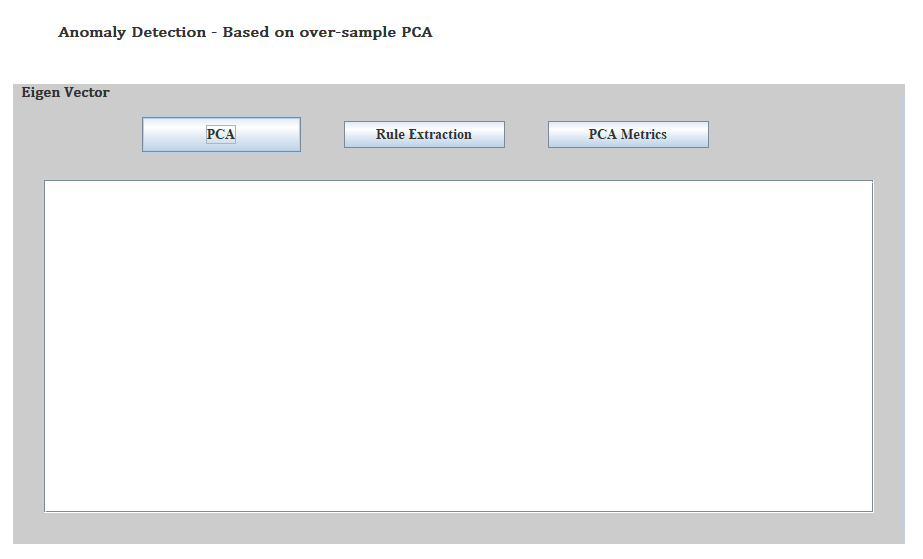 Anomaly Detection - Based on over-sample PCA
Eigen Vector
PCA
Rule Extraction
PCA Metrics